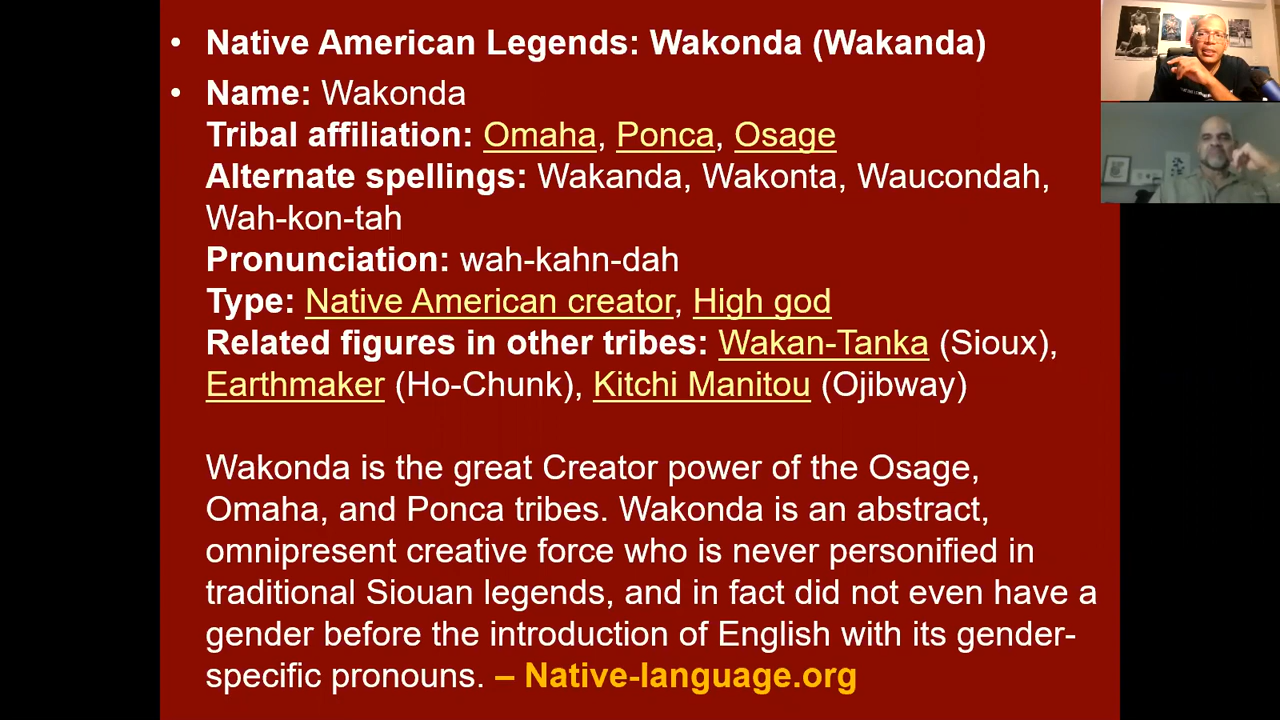 • Native American Legends: Wakonda (Wakanda)
• Name: Wakonda
Tribal affiliation: Omaha, Ponca, Osage
Alternate spellings: Wakanda, Wakonta, Waucondah,
Wah-kon-tah
Pronunciation: wah-kahn-dah
Type: Native American creator, High god
Related figures in other tribes: Wakan-Tanka (Sioux),
Earthmaker (Ho-Chunk), Kitchi Manitou (Ojibway)
Wakonda is the great Creator power of the Osage,
Omaha, and Ponca tribes. Wakonda is an abstract,
omnipresent creative force who is never personified in
traditional Siouan legends, and in fact did not even have a
gender before the introduction of English with its gender-
specific pronouns. – Native-language.org